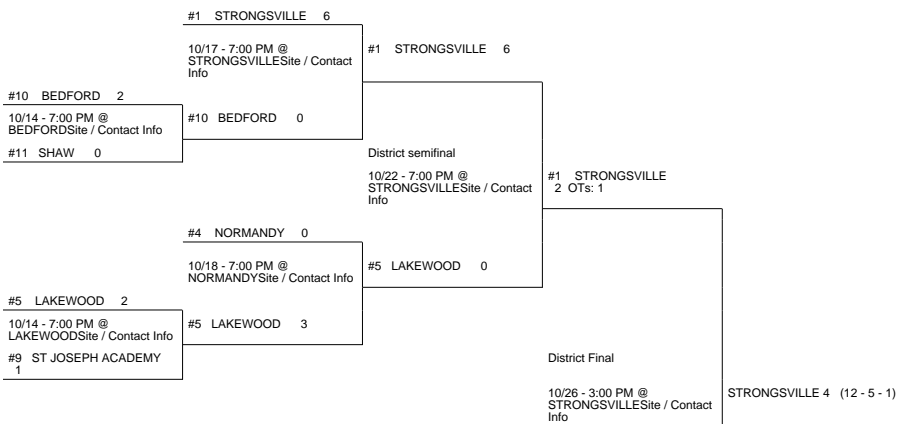 #1 STRONGSVILLE 6
10/17 - 7:00 PM @
STRONGSVILLESite / Contact
Info
#1 STRONGSVILLE 6
#10 BEDFORD 2
10/14 - 7:00 PM @
BEDFORDSite / Contact Info
#10 BEDFORD 0
#11 SHAW 0
District semifinal
10/22 - 7:00 PM @
STRONGSVILLESite / Contact
Info
#1 STRONGSVILLE
2 OTs: 1
#4 NORMANDY 0
10/18 - 7:00 PM @
NORMANDYSite / Contact Info
#5 LAKEWOOD 0
#5 LAKEWOOD 2
10/14 - 7:00 PM @
LAKEWOODSite / Contact Info
#5 LAKEWOOD 3
#9 ST JOSEPH ACADEMY
1
District Final
10/26 - 3:00 PM @
STRONGSVILLESite / Contact
Info
STRONGSVILLE 4 (12 - 5 - 1)